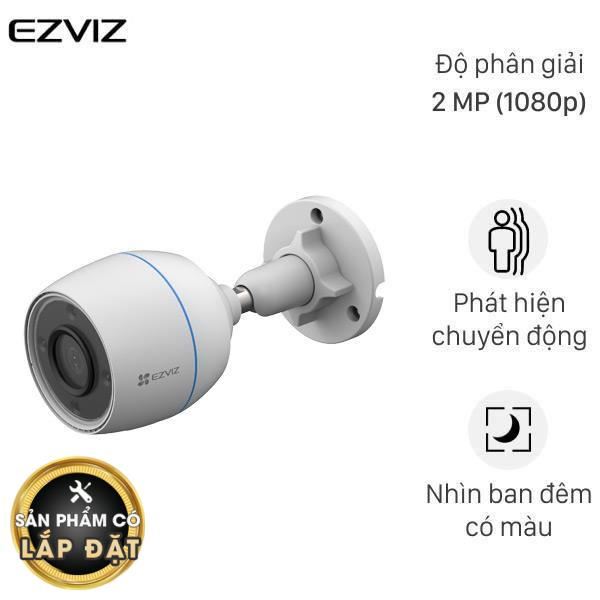 EZVIZ
Độ phân giải
2 MP (1080p)
Phát hiện
chuyển động
EZVIZ
Nhìn ban đêm
có màu
SẢN PHẨM CÓ
LẮP ĐẶT